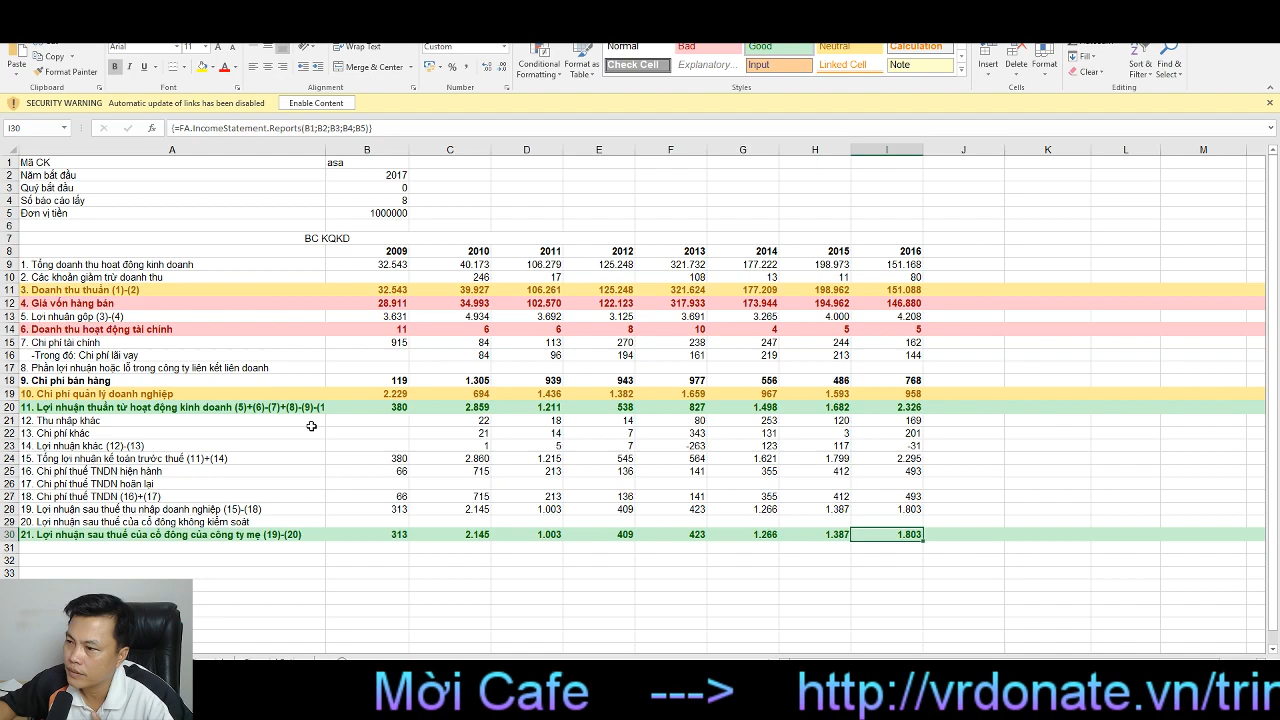 Arial 11 Wrap Text Custom Normal Bad Good Neutral Calculation
Paste Copy Format Painter Merge & Center Conditional Formatting Format as Table Check Cell Explanatory... Input Linked Cell Note Insert Delete Format Fill Clear Sort & Filter Find & Select
Clipboard Font Alignment Number Styles Cells Editing
SECURITY WARNING Automatic update of links has been disabled Enable Content
I30 {=FA.IncomeStatement.Reports(B1;B2;B3;B4;B5)}
A B C D E F G H I J K L M
1 Mã CK asa
2 Năm bắt đầu 2017
3 Quý bắt đầu 0
4 Số báo cáo lấy 8
5 Đơn vị tiền 1000000
6
7 BC KQKD
8 2009 2010 2011 2012 2013 2014 2015 2016
9 1. Tổng doanh thu hoạt động kinh doanh 32.543 40.173 106.279 125.248 321.732 177.222 198.973 151.168
10 2. Các khoản giảm trừ doanh thu 246 17 108 13 11 80
11 3. Doanh thu thuần (1)-(2) 32.543 39.927 106.261 125.248 321.624 177.209 198.962 151.088
12 4. Giá vốn hàng bán 28.911 34.993 102.570 122.123 317.933 173.944 194.962 146.880
13 5. Lợi nhuận gộp (3)-(4) 3.631 4.934 3.692 3.125 3.691 3.265 4.000 4.208
14 6. Doanh thu hoạt động tài chính 11 6 6 8 10 4 5 5
15 7. Chi phí tài chính 915 84 113 270 238 247 244 162
16 -Trong đó: Chi phí lãi vay 84 96 194 161 219 213 144
17 8. Phần lợi nhuận hoặc lỗ trong công ty liên kết liên doanh
18 9. Chi phí bán hàng 119 1.305 939 943 977 556 486 768
19 10. Chi phí quản lý doanh nghiệp 2.229 694 1.436 1.382 1.659 967 1.593 958
20 11. Lợi nhuận thuần từ hoạt động kinh doanh (5)+(6)-(7)+(8)-(9)-(1 380 2.859 1.211 538 827 1.498 1.682 2.326
21 12. Thu nhập khác 22 18 14 80 253 120 169
22 13. Chi phí khác 21 14 7 343 131 3 201
23 14. Lợi nhuận khác (12)-(13) 1 5 7 -263 123 117 -31
24 15. Tổng lợi nhuận kế toán trước thuế (11)+(14) 380 2.860 1.215 545 564 1.621 1.799 2.295
25 16. Chi phí thuế TNDN hiện hành 66 715 213 136 141 355 412 493
26 17. Chi phí thuế TNDN hoãn lại
27 18. Chi phí thuế TNDN (16)+(17) 66 715 213 136 141 355 412 493
28 19. Lợi nhuận sau thuế thu nhập doanh nghiệp (15)-(18) 313 2.145 1.003 409 423 1.266 1.387 1.803
29 20. Lợi nhuận sau thuế của cổ đông không kiểm soát
30 21. Lợi nhuận sau thuế của cổ đông của công ty mẹ (19)-(20) 313 2.145 1.003 409 423 1.266 1.387 1.803
31
32
33
Mời Cafe ---> http://vrdonate.vn/trin